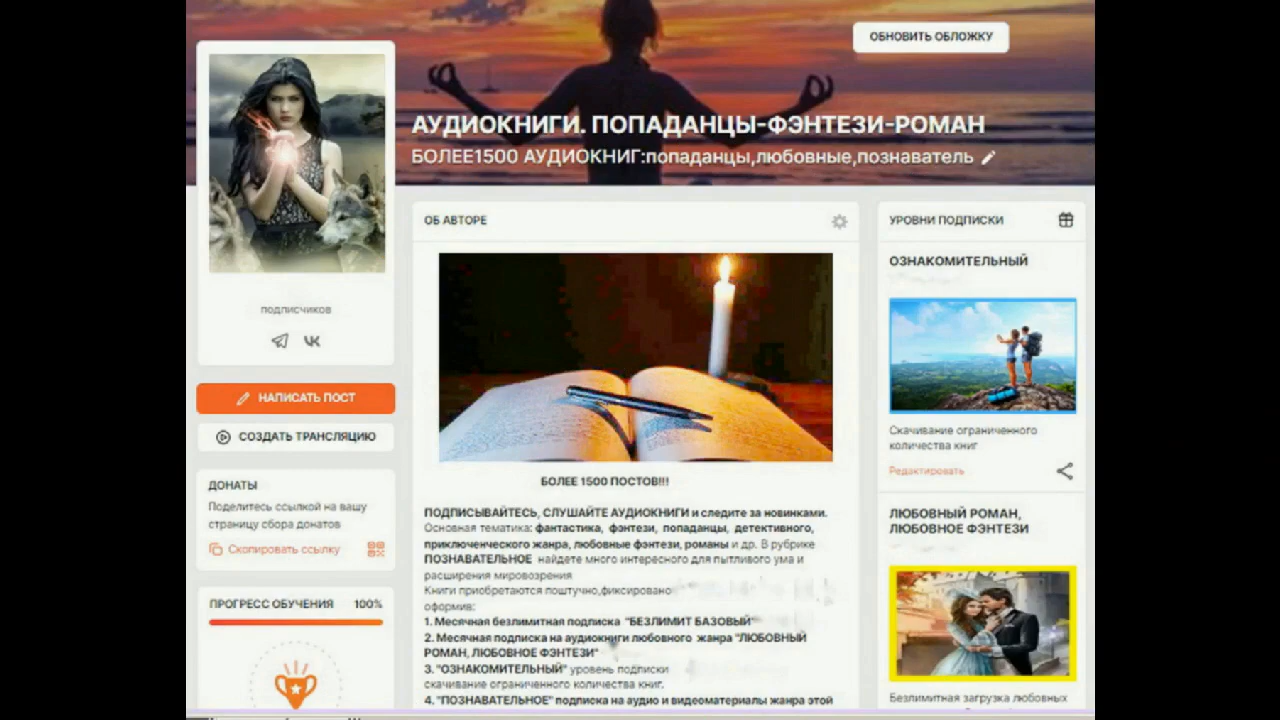 ОБНОВИТЬ ОБЛОЖКУ
АУДИОКНИГИ. ПОПАДАНЦЫ-ФЭНТЕЗИ-РОМАН
БОЛЕЕ1500 АУДИОКНИГ:попаданцы,любовные,познаватель
подписчиков
НАПИСАТЬ ПОСТ
СОЗДАТЬ ТРАНСЛЯЦИЮ
ДОНАТЫ
Поделитесь ссылкой на вашу
страницу сбора донатов
Скопировать ссылку
ПРОГРЕСС ОБУЧЕНИЯ 100%
ОБ АВТОРЕ
БОЛЕЕ 1500 ПОСТОВ!!!
ПОДПИСЫВАЙТЕСЬ, СЛУШАЙТЕ АУДИОКНИГИ и следите за новинками.
Основная тематика: фантастика, фэнтези, попаданцы, детективного,
приключенческого жанра, любовные фэнтези, романы и др. В рубрике
ПОЗНАВАТЕЛЬНОЕ найдете много интересного для пытливого ума и
расширения мировоззрения
Книги приобретаются поштучно,фиксировано
оформив:
1. Месячная безлимитная подписка "БЕЗЛИМИТ БАЗОВЫЙ"
2. Месячная подписка на аудиокниги любовного жанра "ЛЮБОВНЫЙ
РОМАН, ЛЮБОВНОЕ ФЭНТЕЗИ"
3. "ОЗНАКОМИТЕЛЬНЫЙ" уровень подписки
скачивание ограниченного количества книг.
4. "ПОЗНАВАТЕЛЬНОЕ" подписка на аудио и видеоматериалы жанра этой
УРОВНИ ПОДПИСКИ
ОЗНАКОМИТЕЛЬНЫЙ
Скачивание ограниченного
количества книг
Редактировать
ЛЮБОВНЫЙ РОМАН,
ЛЮБОВНОЕ ФЭНТЕЗИ
Безлимитная загрузка любовных